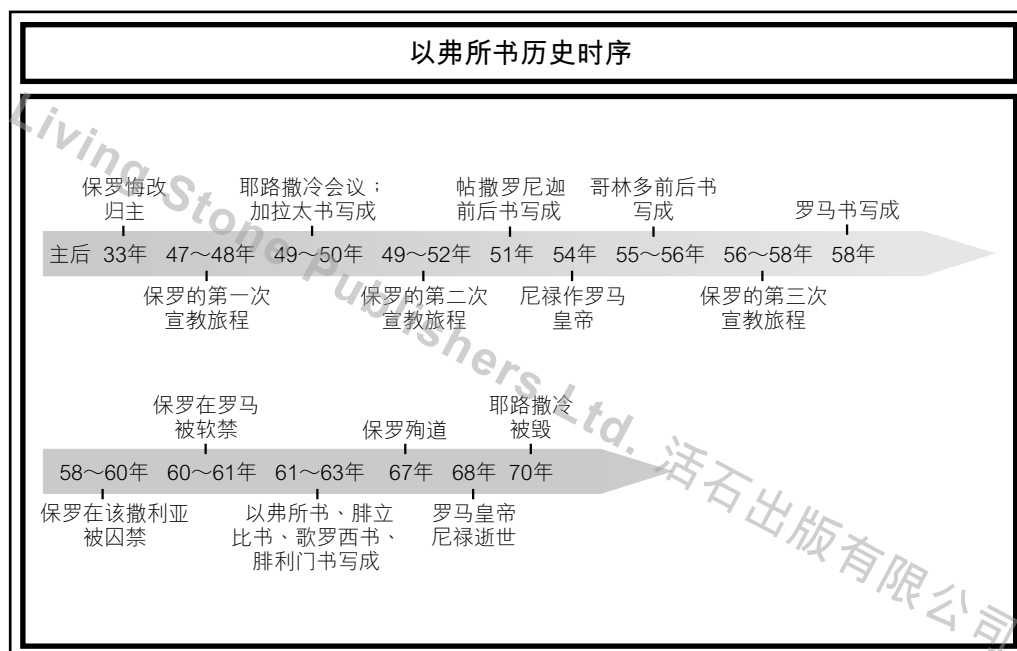 以弗所书历史时序
保罗悔改
归主
耶路撒冷会议；
加拉太书写成
帖撒罗尼迦
前后书写成
哥林多前后书
写成
罗马书写成
主后 33年 47～48年 49～50年 49～52年 51年 54年 55～56年 56～58年 58年
保罗的第一次
宣教旅程
保罗的第二次
宣教旅程
尼禄作罗马
皇帝
保罗的第三次
宣教旅程
保罗在罗马
被软禁
保罗殉道
耶路撒冷
被毁
58～60年 60～61年 61～63年 67年 68年 70年
保罗在该撒利亚
被囚禁
以弗所书、腓立
比书、歌罗西书、
腓利门书写成
罗马皇帝
尼禄逝世
Living Stone Publishers Ltd. 活石出版有限公司